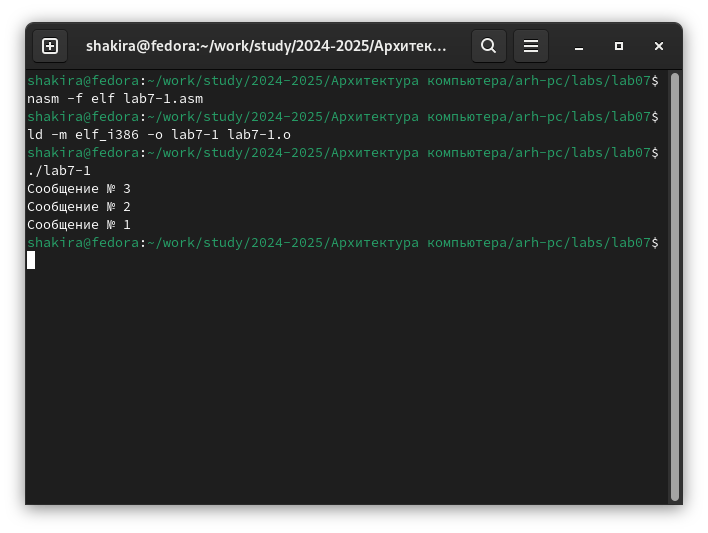 shakira@fedora:~/work/study/2024-2025/Архитек...
shakira@fedora:~/work/study/2024-2025/Архитектура компьютера/arh-pc/labs/lab07$
nasm -f elf lab7-1.asm
shakira@fedora:~/work/study/2024-2025/Архитектура компьютера/arh-pc/labs/lab07$
ld -m elf_i386 -o lab7-1 lab7-1.o
shakira@fedora:~/work/study/2024-2025/Архитектура компьютера/arh-pc/labs/lab07$
./lab7-1
Сообщение № 3
Сообщение № 2
Сообщение № 1
shakira@fedora:~/work/study/2024-2025/Архитектура компьютера/arh-pc/labs/lab07$